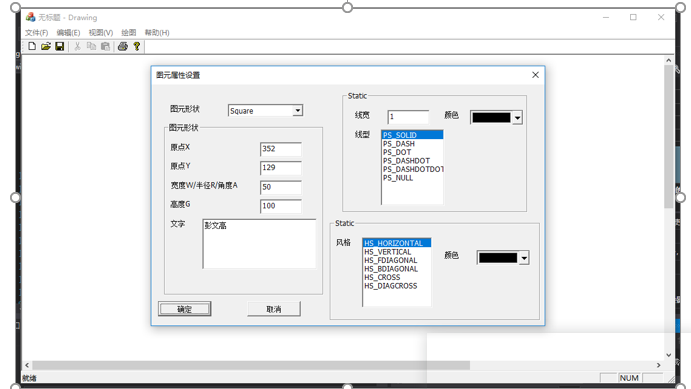 无标题 - Drawing
文件(F) 编辑(E) 视图(V) 绘图 帮助(H)
图元属性设置
图元形状 Square
图元形状
原点X 352
原点Y 129
宽度W/半径R/角度A 50
高度G 100
文字 彭文高
确定 取消
Static
线宽 1 颜色
线型 PS_SOLID
PS_DASH
PS_DOT
PS_DASHDOT
PS_DASHDOTDOT
PS_NULL
Static
风格 HS_HORIZONTAL 颜色
HS_VERTICAL
HS_FDIAGONAL
HS_BDIAGONAL
HS_CROSS
HS_DIAGCROSS
就绪 NUM